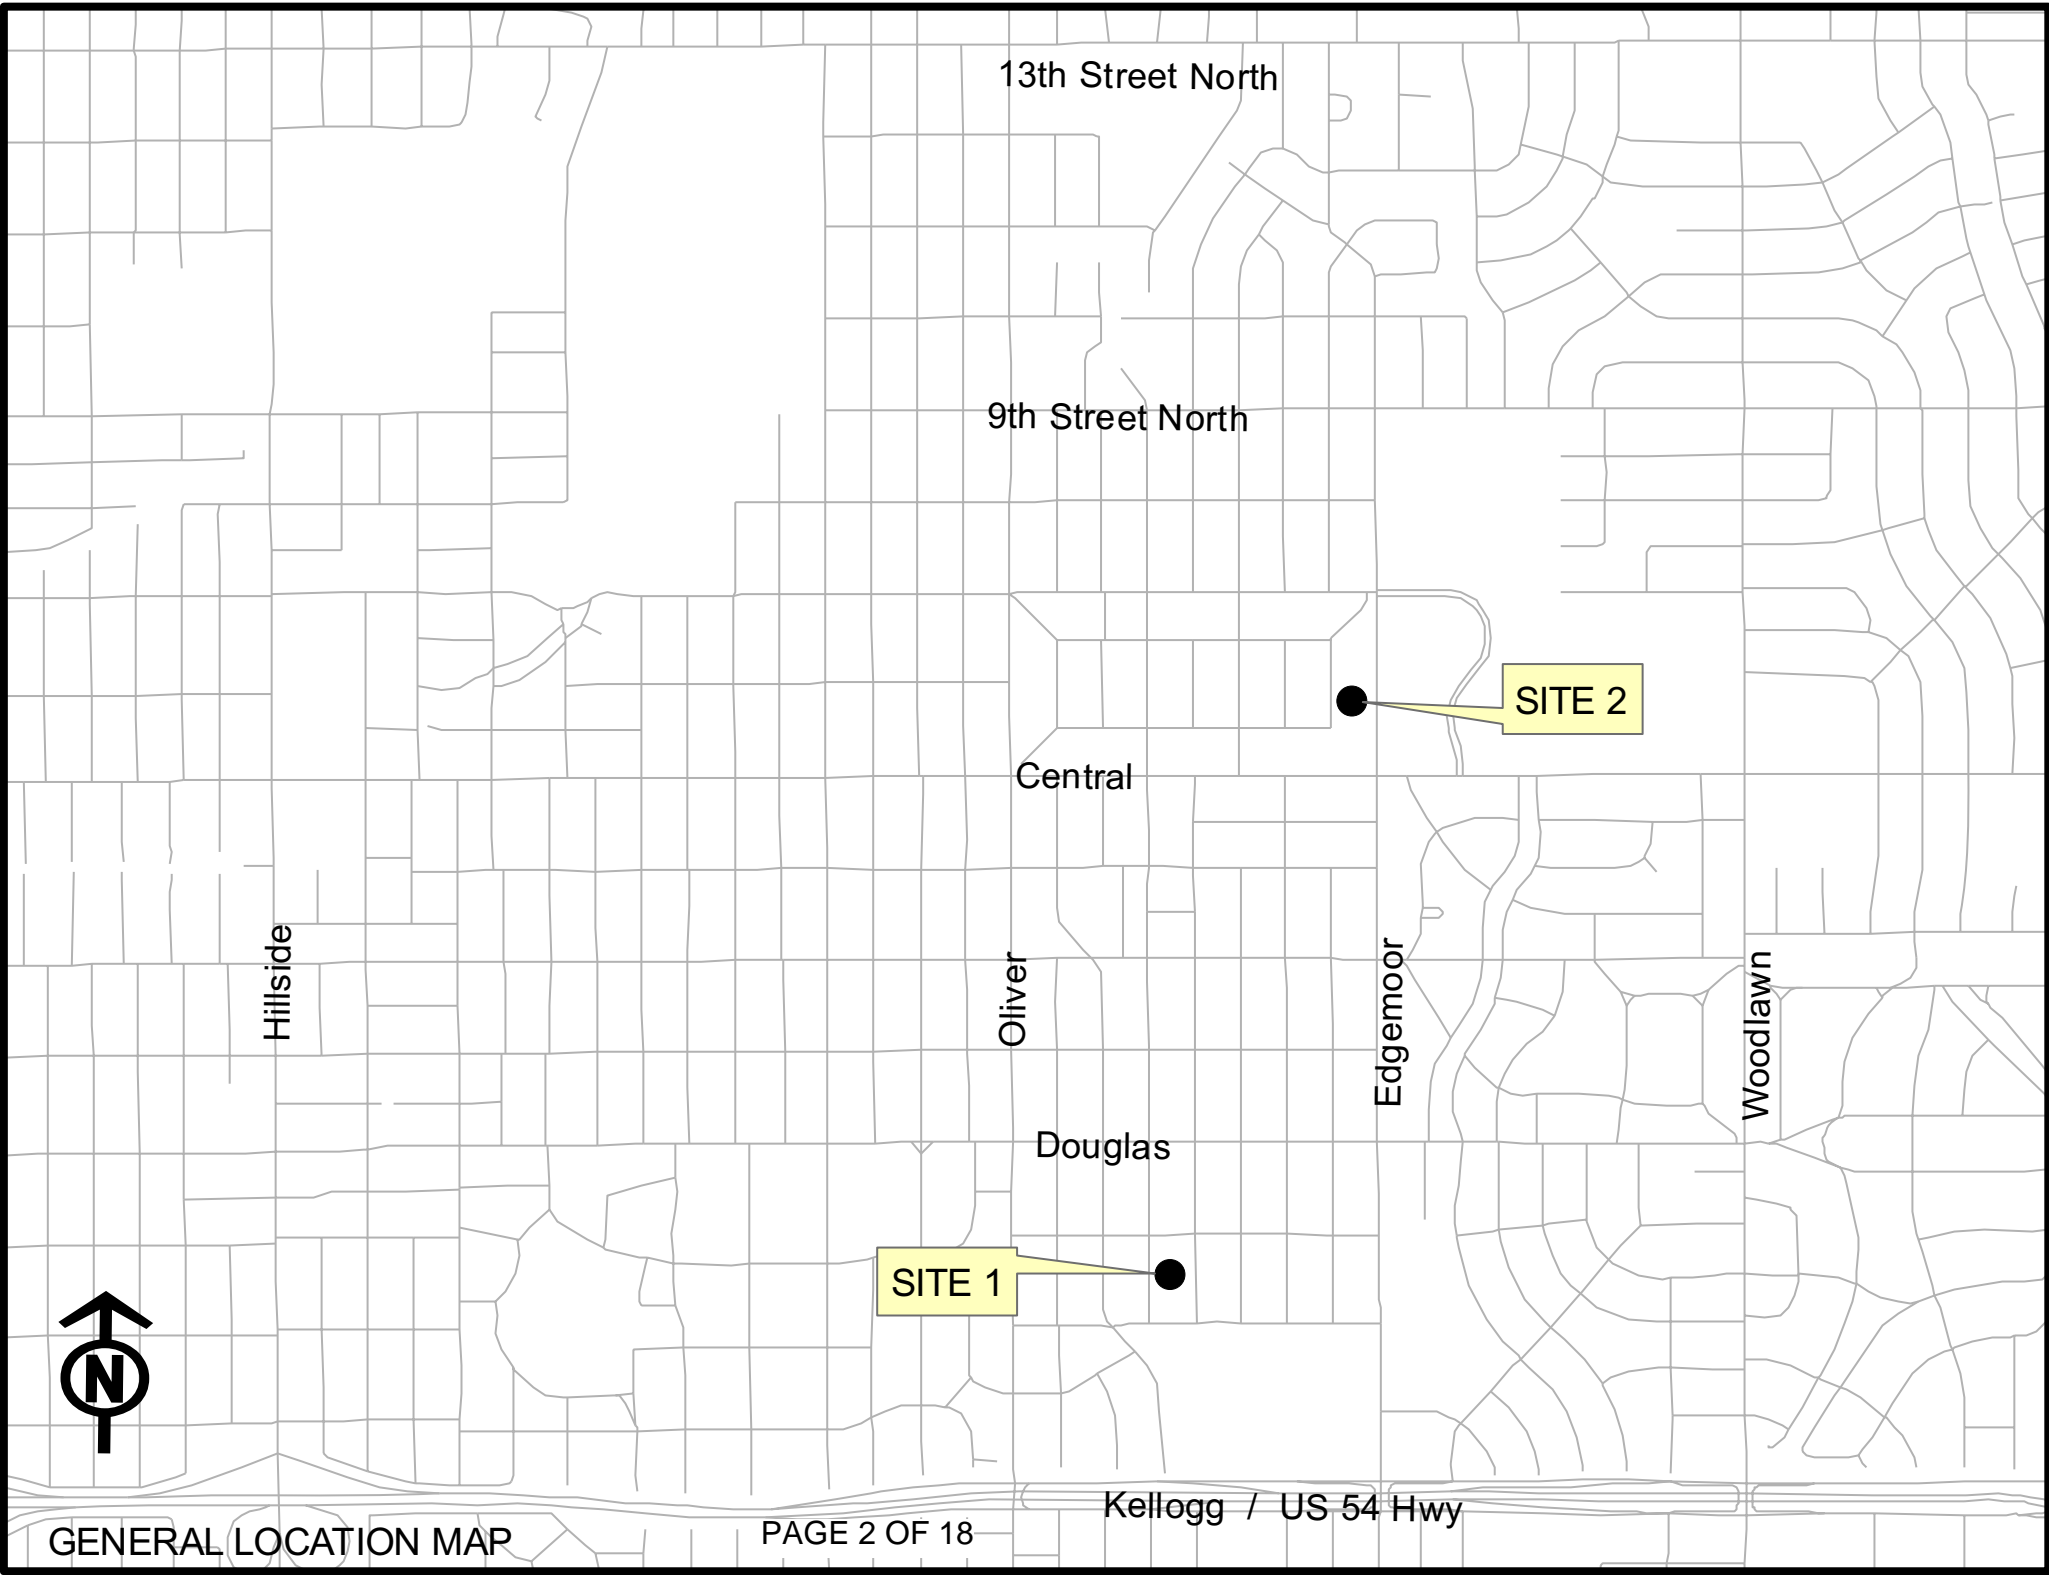 13th Street North
9th Street North
SITE 2
Central
Hillside
Oliver
Edgemoor
Woodlawn
Douglas
SITE 1
N
Kellogg / US 54 Hwy
GENERAL LOCATION MAP
PAGE 2 OF 18